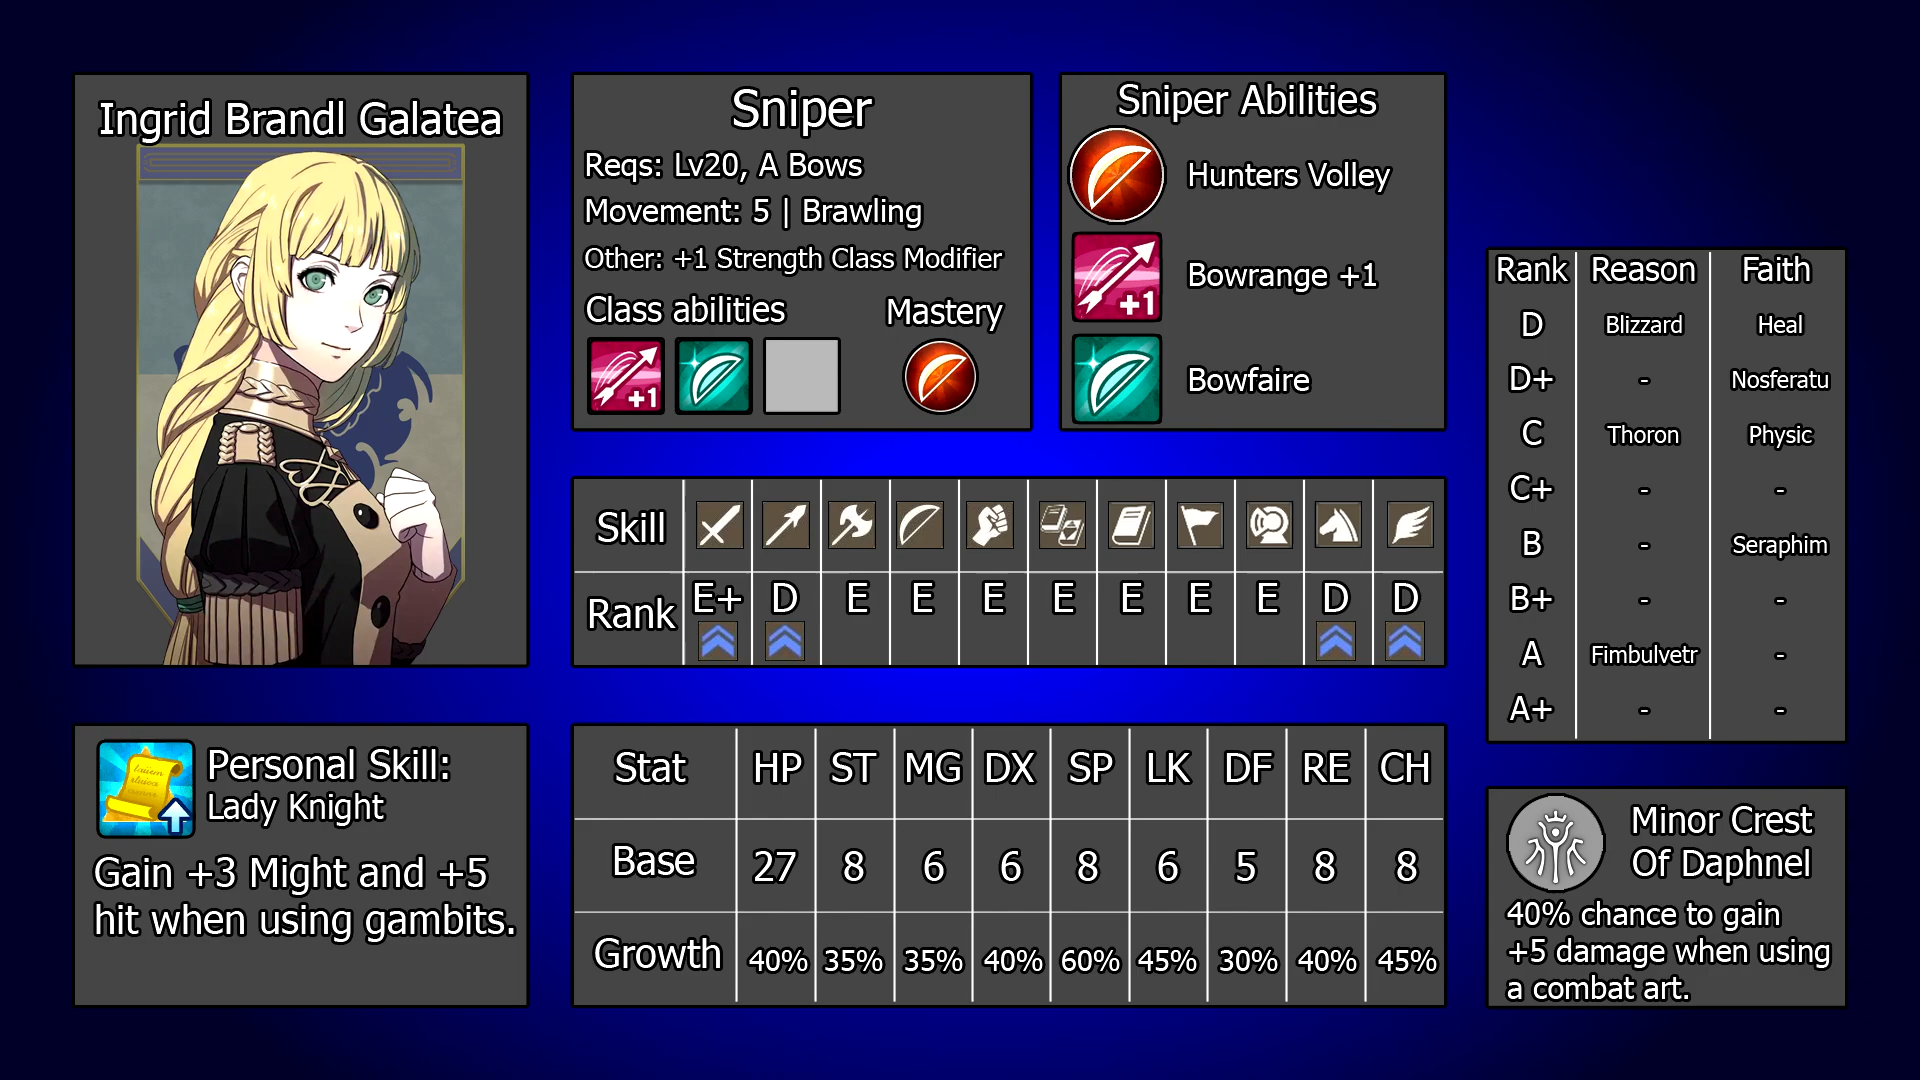 Ingrid Brandl Galatea
Sniper
Reqs: Lv20, A Bows
Movement: 5 | Brawling
Other: +1 Strength Class Modifier
Class abilities
Mastery
+1
Sniper Abilities
Hunters Volley
+1
Bowrange +1
Bowfaire
Skill
Rank E+ D E E E E E E E D D
Personal Skill:
Lady Knight
Gain +3 Might and +5
hit when using gambits.
Stat HP ST MG DX SP LK DF RE CH
Base 27 8 6 6 8 6 5 8 8
Growth 40% 35% 35% 40% 60% 45% 30% 40% 45%
Rank Reason Faith
D Blizzard Heal
D+ - Nosferatu
C Thoron Physic
C+ - -
B - Seraphim
B+ - -
A Fimbulvetr -
A+ - -
Minor Crest
Of Daphnel
40% chance to gain
+5 damage when using
a combat art.